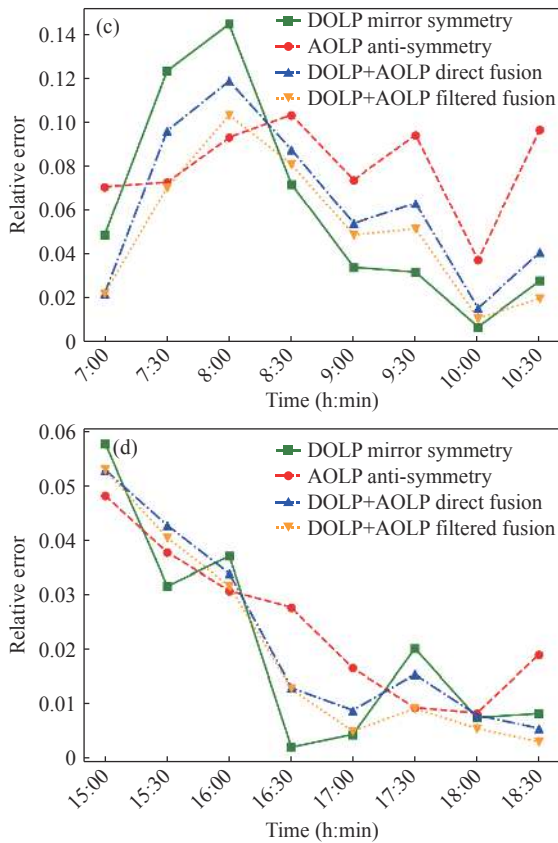 (c)
DOLP mirror symmetry
AOLP anti-symmetry
DOLP+AOLP direct fusion
DOLP+AOLP filtered fusion
Relative error
0.14
0.12
0.10
0.08
0.06
0.04
0.02
0
7:00 7:30 8:00 8:30 9:00 9:30 10:00 10:30
Time (h:min)
(d)
DOLP mirror symmetry
AOLP anti-symmetry
DOLP+AOLP direct fusion
DOLP+AOLP filtered fusion
Relative error
0.06
0.05
0.04
0.03
0.02
0.01
0
15:00 15:30 16:00 16:30 17:00 17:30 18:00 18:30
Time (h:min)